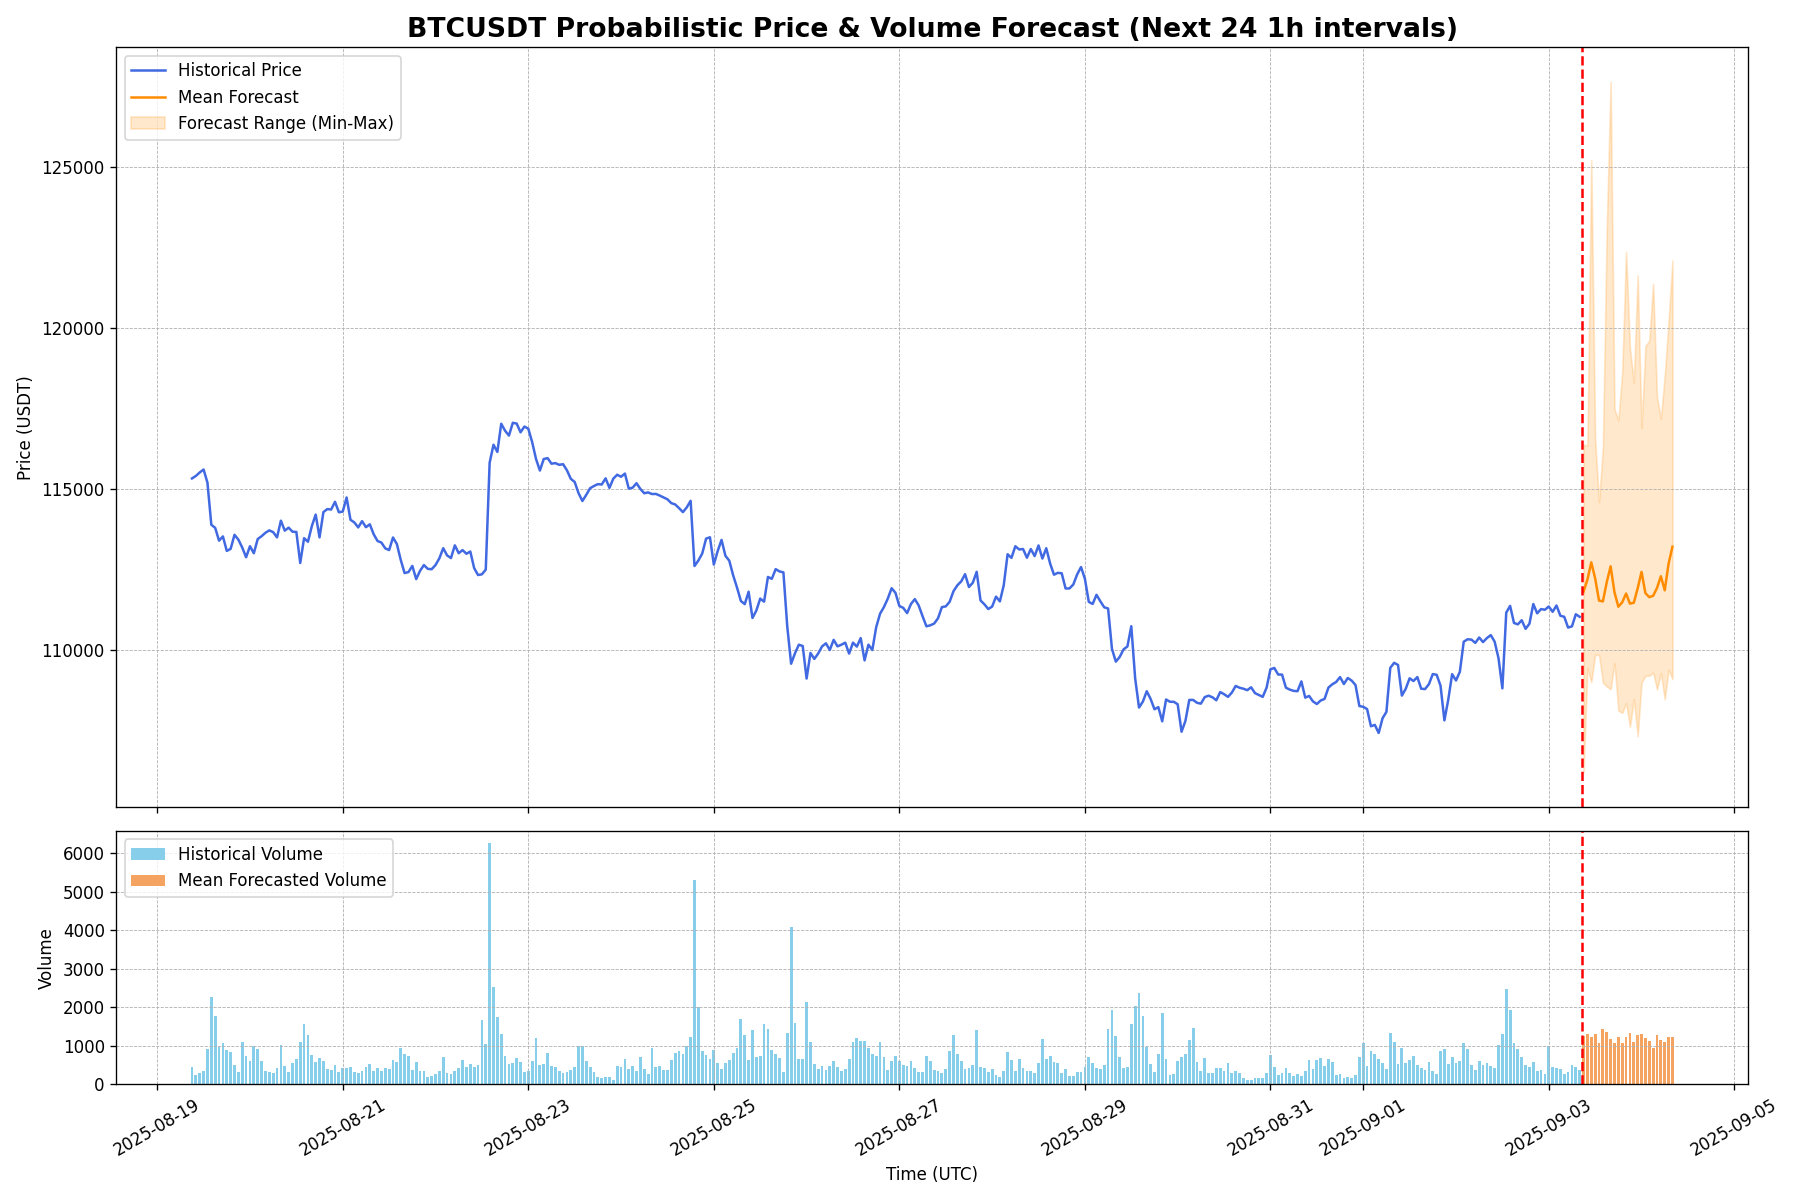 BTCUSDT Probabilistic Price & Volume Forecast (Next 24 1h intervals)
Historical Price
Mean Forecast
Forecast Range (Min-Max)
125000
120000
115000
110000
Price (USDT)
Historical Volume
Mean Forecasted Volume
6000
5000
4000
3000
2000
1000
0
Volume
2025-08-19
2025-08-21
2025-08-23
2025-08-25
2025-08-27
2025-08-29
2025-08-31
2025-09-01
2025-09-03
2025-09-05
Time (UTC)